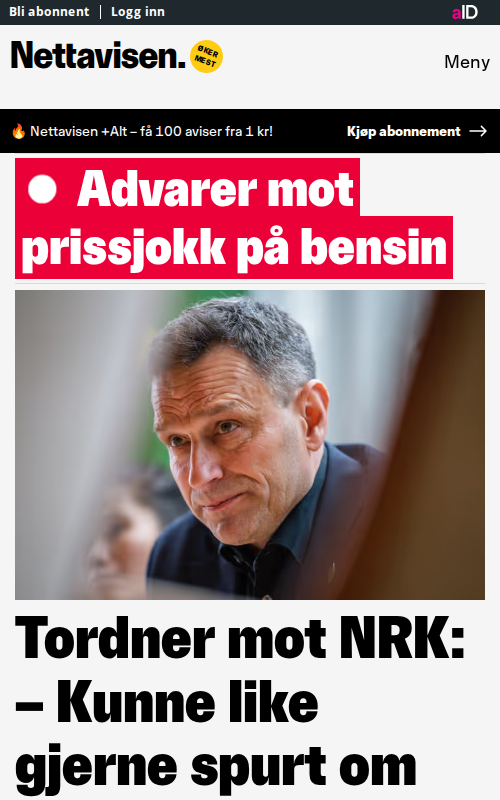 Bli abonnent | Logg inn
aID
Nettavisen.
ØKER
MEST
Meny
🔥 Nettavisen +Alt – få 100 aviser fra 1 kr!
Kjøp abonnement →
Advarer mot
prissjokk på bensin
Tordner mot NRK:
– Kunne like
gjerne spurt om